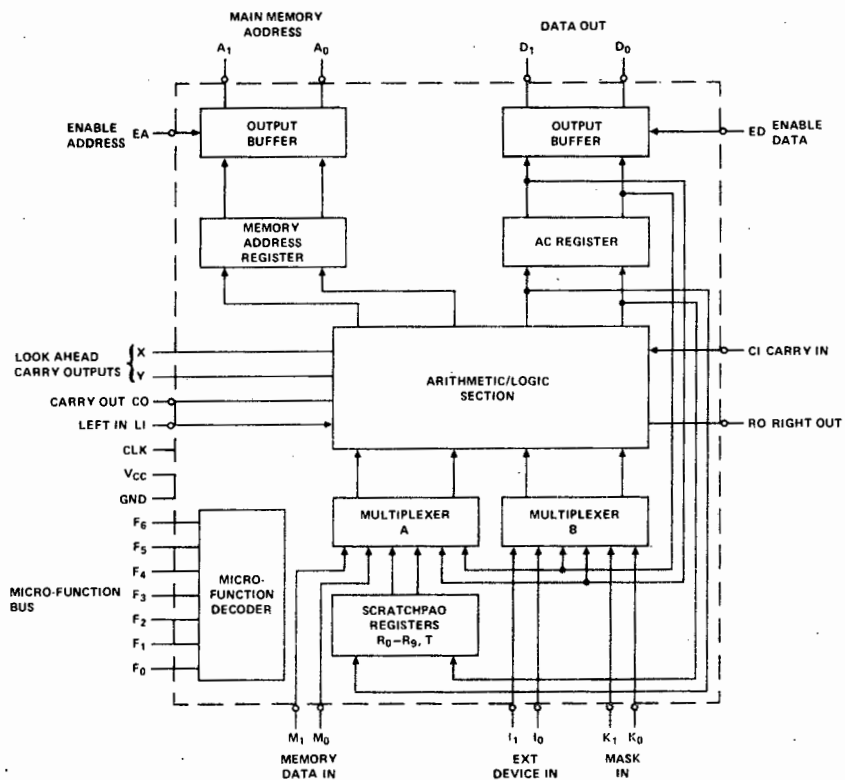 MAIN MEMORY
AODRESS
A1 A0
DATA OUT
D1 D0
ENABLE
ADDRESS EA
OUTPUT
BUFFER
OUTPUT
BUFFER
ED ENABLE
DATA
MEMORY
ADDRESS
REGISTER
AC REGISTER
LOOK AHEAD
CARRY OUTPUTS
X
Y
CARRY OUT CO
LEFT IN LI
CLK
VCC
GND
ARITHMETIC/LOGIC
SECTION
CI CARRY IN
RO RIGHT OUT
MULTIPLEXER
A
MULTIPLEXER
B
MICRO-FUNCTION
BUS
F6
F5
F4
F3
F2
F1
F0
MICRO-
FUNCTION
DECODER
SCRATCHPAO
REGISTERS
R0–R9, T
M1 M0
MEMORY
DATA IN
I1 I0
EXT
DEVICE IN
K1 K0
MASK
IN